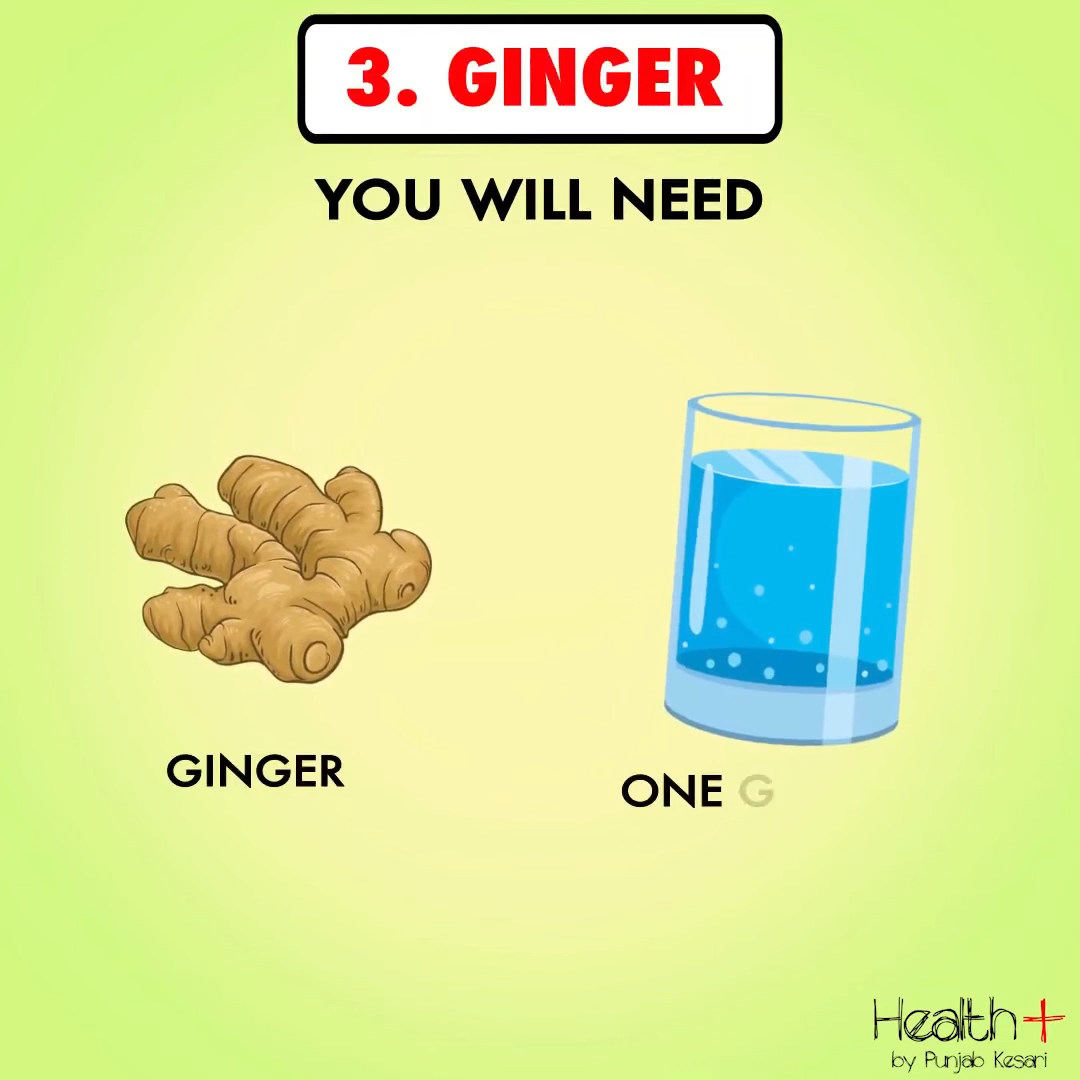 3. GINGER
YOU WILL NEED
GINGER
ONE G
Health+
by Punjab Kesari